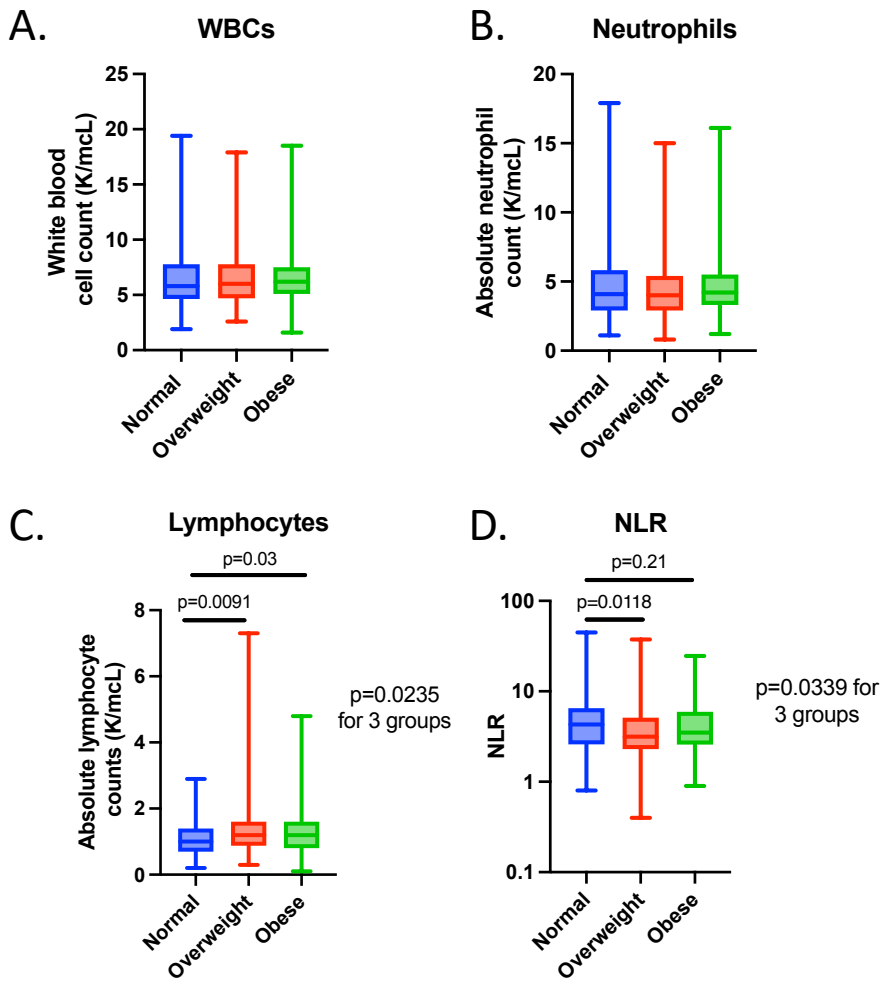 A.
WBCs
White blood
cell count (K/mcL)
25
20
15
10
5
0
Normal
Overweight
Obese
B.
Neutrophils
Absolute neutrophil
count (K/mcL)
20
15
10
5
0
Normal
Overweight
Obese
C.
Lymphocytes
p=0.03
p=0.0091
Absolute lymphocyte
counts (K/mcL)
8
6
4
2
0
Normal
Overweight
Obese
p=0.0235
for 3 groups
D.
NLR
p=0.21
p=0.0118
NLR
100
10
1
0.1
Normal
Overweight
Obese
p=0.0339 for
3 groups